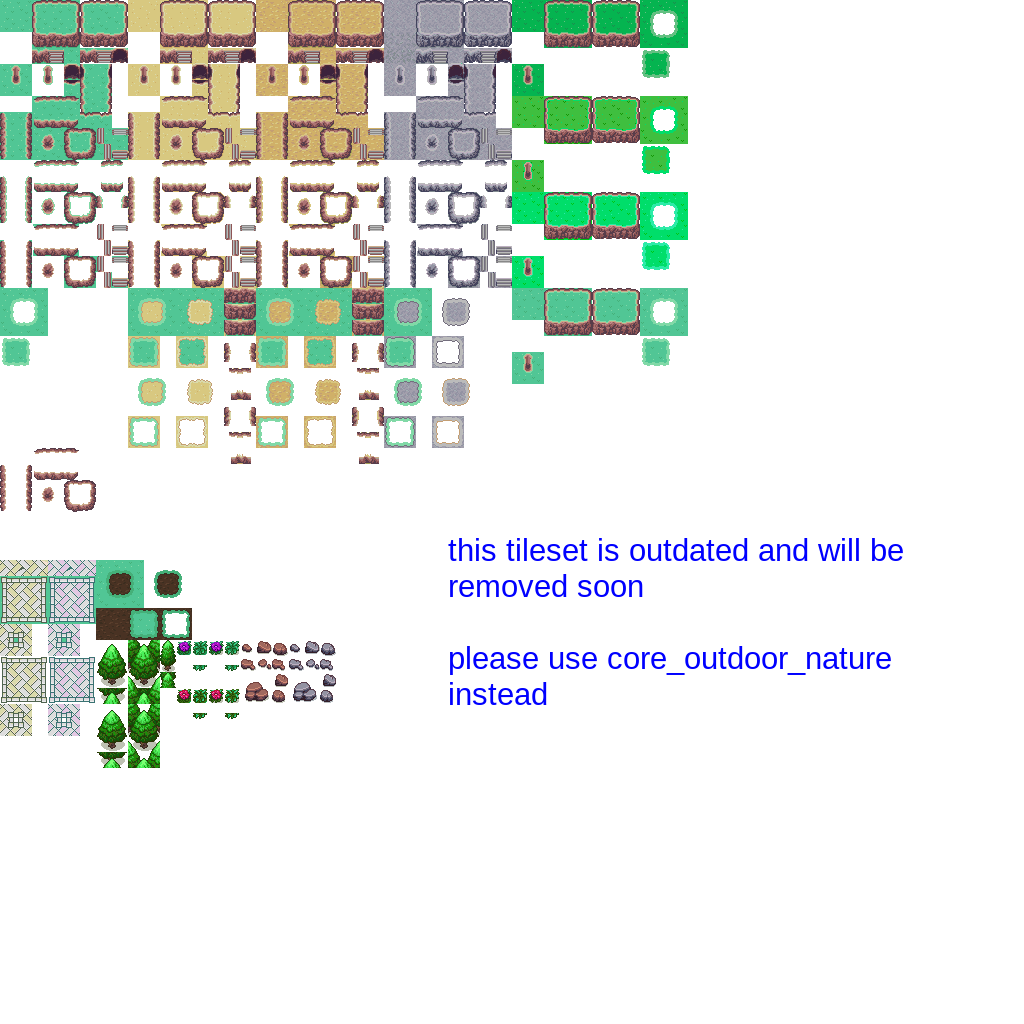 this tileset is outdated and will be
removed soon
please use core_outdoor_nature
instead